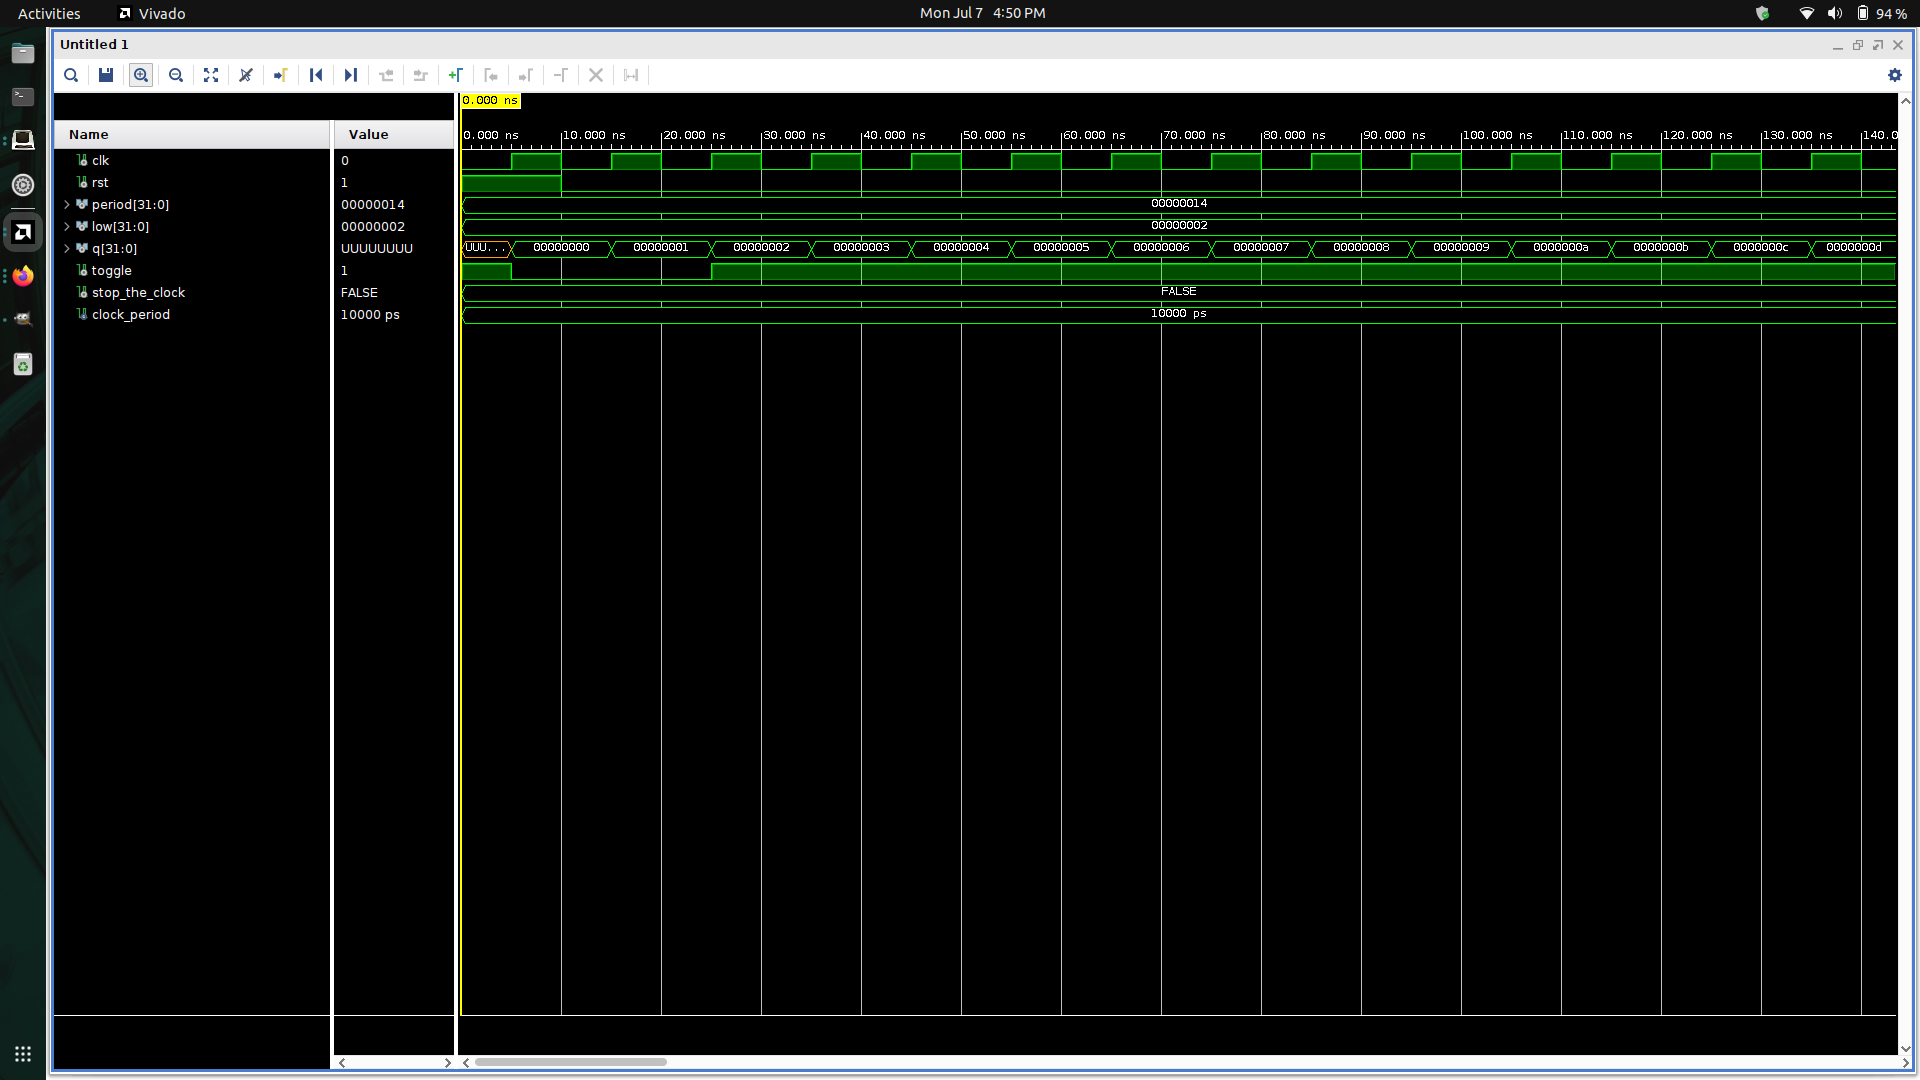 Activities Vivado Mon Jul 7 4:50 PM 94 %
Untitled 1
0.000 ns
Name Value 0.000 ns 10.000 ns 20.000 ns 30.000 ns 40.000 ns 50.000 ns 60.000 ns 70.000 ns 80.000 ns 90.000 ns 100.000 ns 110.000 ns 120.000 ns 130.000 ns 140.0
clk 0
rst 1
period[31:0] 00000014 00000014
low[31:0] 00000002 00000002
q[31:0] UUUUUUUU UUU... 00000000 00000001 00000002 00000003 00000004 00000005 00000006 00000007 00000008 00000009 0000000a 0000000b 0000000c 0000000d
toggle 1
stop_the_clock FALSE FALSE
clock_period 10000 ps 10000 ps